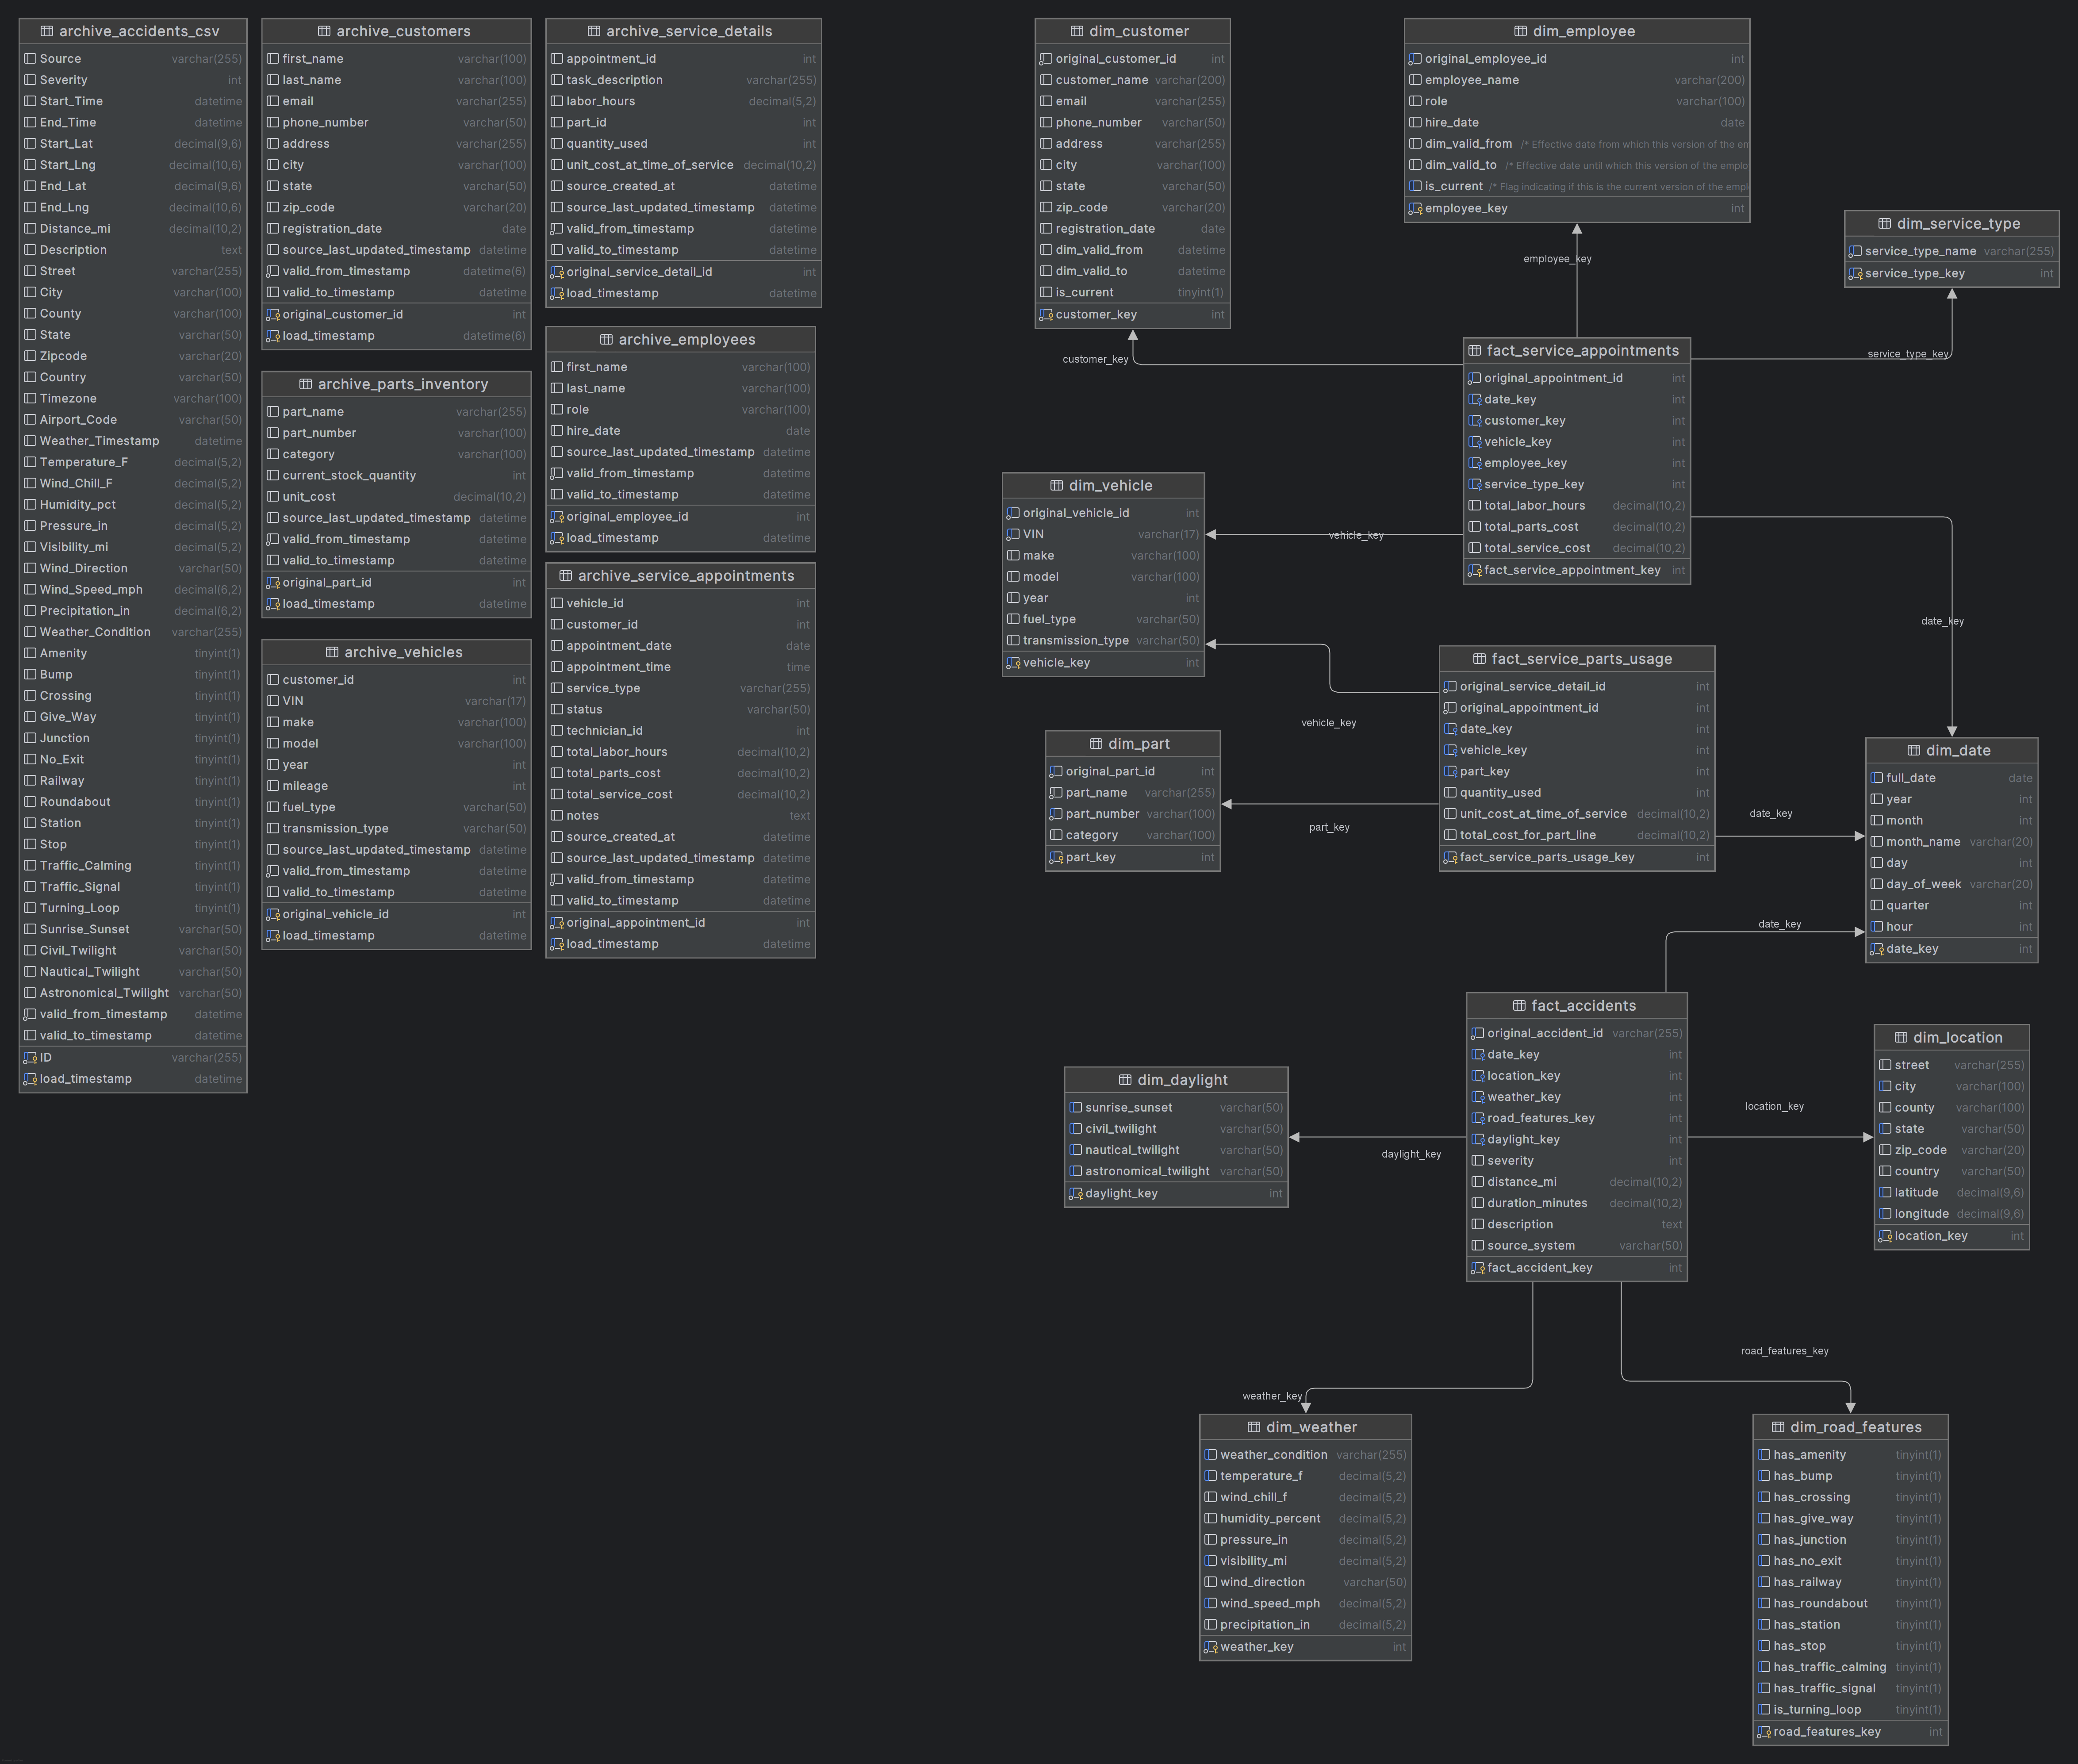 archive_accidents_csv
Source varchar(255)
Severity int
Start_Time datetime
End_Time datetime
Start_Lat decimal(9,6)
Start_Lng decimal(10,6)
End_Lat decimal(9,6)
End_Lng decimal(10,6)
Distance_mi decimal(10,2)
Description text
Street varchar(255)
City varchar(100)
County varchar(100)
State varchar(50)
Zipcode varchar(20)
Country varchar(50)
Timezone varchar(100)
Airport_Code varchar(50)
Weather_Timestamp datetime
Temperature_F decimal(5,2)
Wind_Chill_F decimal(5,2)
Humidity_pct decimal(5,2)
Pressure_in decimal(5,2)
Visibility_mi decimal(5,2)
Wind_Direction varchar(50)
Wind_Speed_mph decimal(6,2)
Precipitation_in decimal(6,2)
Weather_Condition varchar(255)
Amenity tinyint(1)
Bump tinyint(1)
Crossing tinyint(1)
Give_Way tinyint(1)
Junction tinyint(1)
No_Exit tinyint(1)
Railway tinyint(1)
Roundabout tinyint(1)
Station tinyint(1)
Stop tinyint(1)
Traffic_Calming tinyint(1)
Traffic_Signal tinyint(1)
Turning_Loop tinyint(1)
Sunrise_Sunset varchar(50)
Civil_Twilight varchar(50)
Nautical_Twilight varchar(50)
Astronomical_Twilight varchar(50)
valid_from_timestamp datetime
valid_to_timestamp datetime
ID varchar(255)
load_timestamp datetime
archive_customers
first_name varchar(100)
last_name varchar(100)
email varchar(255)
phone_number varchar(50)
address varchar(255)
city varchar(100)
state varchar(50)
zip_code varchar(20)
registration_date date
source_last_updated_timestamp datetime
valid_from_timestamp datetime(6)
valid_to_timestamp datetime
original_customer_id int
load_timestamp datetime(6)
archive_parts_inventory
part_name varchar(255)
part_number varchar(100)
category varchar(100)
current_stock_quantity int
unit_cost decimal(10,2)
source_last_updated_timestamp datetime
valid_from_timestamp datetime
valid_to_timestamp datetime
original_part_id int
load_timestamp datetime
archive_vehicles
customer_id int
VIN varchar(17)
make varchar(100)
model varchar(100)
year int
mileage int
fuel_type varchar(50)
transmission_type varchar(50)
source_last_updated_timestamp datetime
valid_from_timestamp datetime
valid_to_timestamp datetime
original_vehicle_id int
load_timestamp datetime
archive_service_details
appointment_id int
task_description varchar(255)
labor_hours decimal(5,2)
part_id int
quantity_used int
unit_cost_at_time_of_service decimal(10,2)
source_created_at datetime
source_last_updated_timestamp datetime
valid_from_timestamp datetime
valid_to_timestamp datetime
original_service_detail_id int
load_timestamp datetime
archive_employees
first_name varchar(100)
last_name varchar(100)
role varchar(100)
hire_date date
source_last_updated_timestamp datetime
valid_from_timestamp datetime
valid_to_timestamp datetime
original_employee_id int
load_timestamp datetime
archive_service_appointments
vehicle_id int
customer_id int
appointment_date date
appointment_time time
service_type varchar(255)
status varchar(50)
technician_id int
total_labor_hours decimal(10,2)
total_parts_cost decimal(10,2)
total_service_cost decimal(10,2)
notes text
source_created_at datetime
source_last_updated_timestamp datetime
valid_from_timestamp datetime
valid_to_timestamp datetime
original_appointment_id int
load_timestamp datetime
dim_customer
original_customer_id int
customer_name varchar(200)
email varchar(255)
phone_number varchar(50)
address varchar(255)
city varchar(100)
state varchar(50)
zip_code varchar(20)
registration_date date
dim_valid_from datetime
dim_valid_to datetime
is_current tinyint(1)
customer_key int
dim_employee
original_employee_id int
employee_name varchar(200)
role varchar(100)
hire_date date
dim_valid_from /* Effective date from which this version of the em
dim_valid_to /* Effective date until which this version of the emplo
is_current /* Flag indicating if this is the current version of the empl
employee_key int
dim_service_type
service_type_name varchar(255)
service_type_key int
employee_key
customer_key
service_type_key
fact_service_appointments
original_appointment_id int
date_key int
customer_key int
vehicle_key int
employee_key int
service_type_key int
total_labor_hours decimal(10,2)
total_parts_cost decimal(10,2)
total_service_cost decimal(10,2)
fact_service_appointment_key int
dim_vehicle
original_vehicle_id int
VIN varchar(17)
make varchar(100)
model varchar(100)
year int
fuel_type varchar(50)
transmission_type varchar(50)
vehicle_key int
vehicle_key
date_key
fact_service_parts_usage
original_service_detail_id int
original_appointment_id int
date_key int
vehicle_key int
part_key int
quantity_used int
unit_cost_at_time_of_service decimal(10,2)
total_cost_for_part_line decimal(10,2)
fact_service_parts_usage_key int
vehicle_key
dim_part
original_part_id int
part_name varchar(255)
part_number varchar(100)
category varchar(100)
part_key int
part_key
date_key
dim_date
full_date date
year int
month int
month_name varchar(20)
day int
day_of_week varchar(20)
quarter int
hour int
date_key int
date_key
fact_accidents
original_accident_id varchar(255)
date_key int
location_key int
weather_key int
road_features_key int
daylight_key int
severity int
distance_mi decimal(10,2)
duration_minutes decimal(10,2)
description text
source_system varchar(50)
fact_accident_key int
dim_daylight
sunrise_sunset varchar(50)
civil_twilight varchar(50)
nautical_twilight varchar(50)
astronomical_twilight varchar(50)
daylight_key int
daylight_key
location_key
dim_location
street varchar(255)
city varchar(100)
county varchar(100)
state varchar(50)
zip_code varchar(20)
country varchar(50)
latitude decimal(9,6)
longitude decimal(9,6)
location_key int
road_features_key
weather_key
dim_weather
weather_condition varchar(255)
temperature_f decimal(5,2)
wind_chill_f decimal(5,2)
humidity_percent decimal(5,2)
pressure_in decimal(5,2)
visibility_mi decimal(5,2)
wind_direction varchar(50)
wind_speed_mph decimal(5,2)
precipitation_in decimal(5,2)
weather_key int
dim_road_features
has_amenity tinyint(1)
has_bump tinyint(1)
has_crossing tinyint(1)
has_give_way tinyint(1)
has_junction tinyint(1)
has_no_exit tinyint(1)
has_railway tinyint(1)
has_roundabout tinyint(1)
has_station tinyint(1)
has_stop tinyint(1)
has_traffic_calming tinyint(1)
has_traffic_signal tinyint(1)
is_turning_loop tinyint(1)
road_features_key int